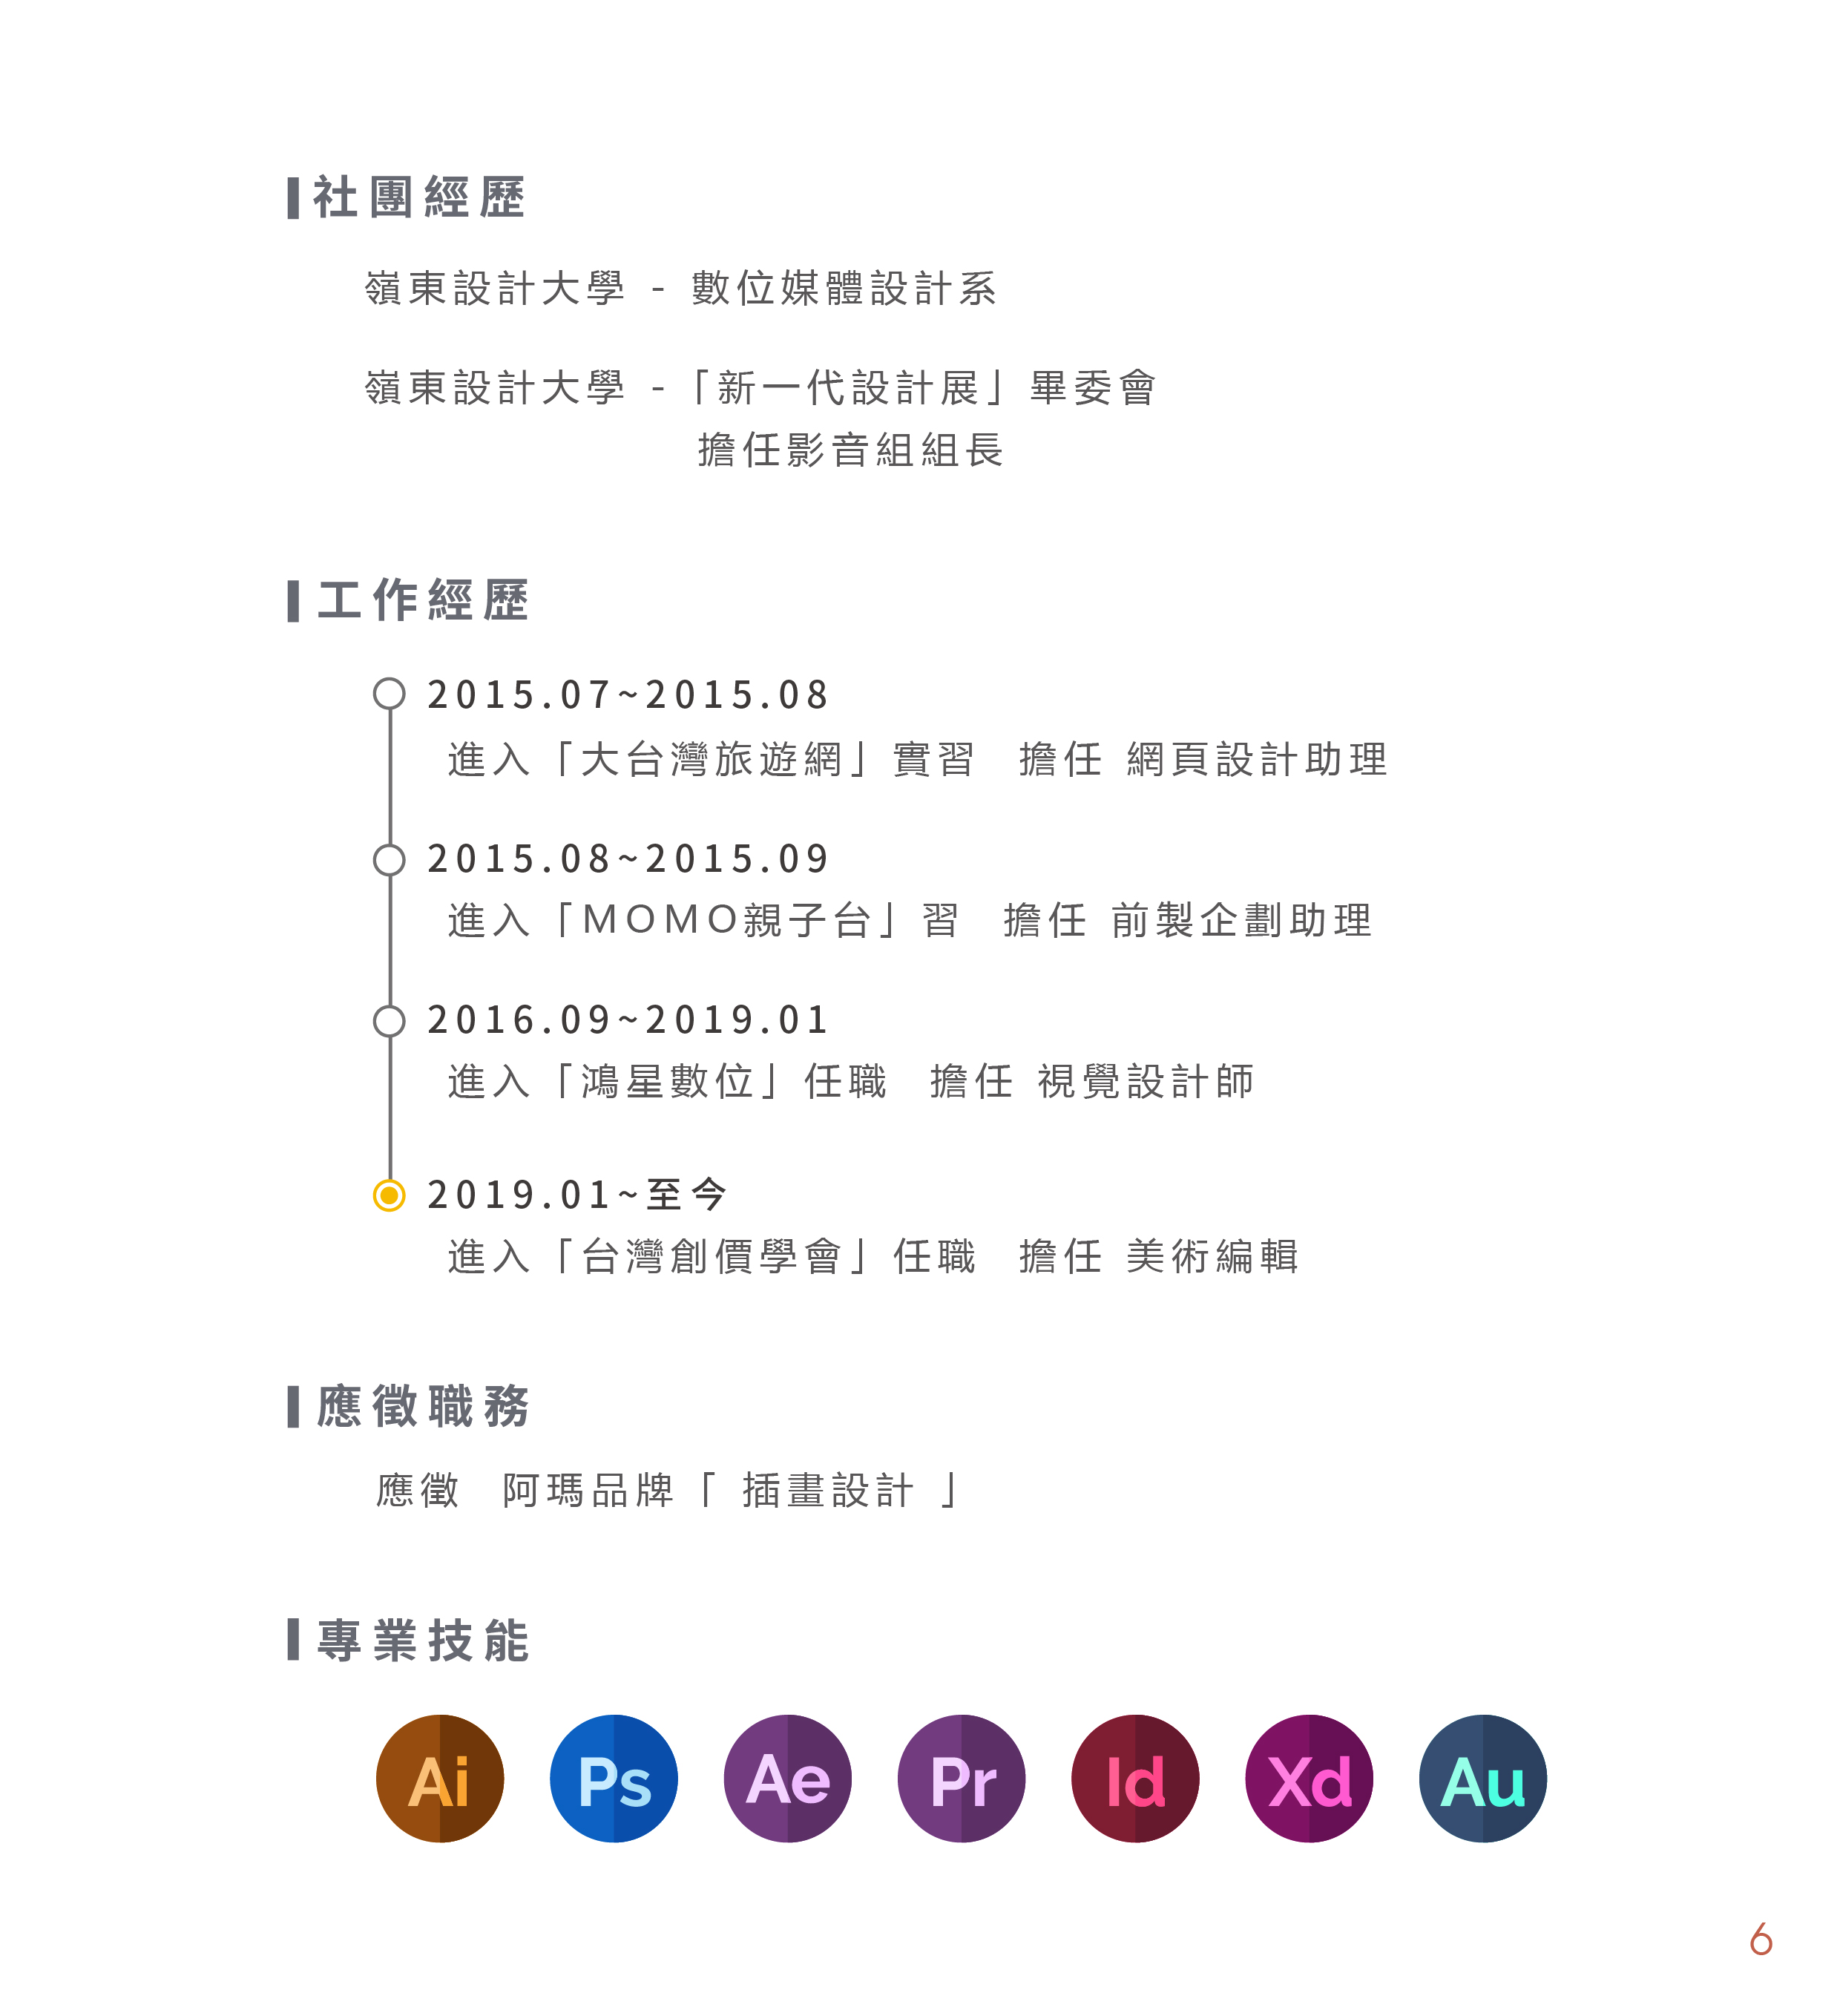 社團經歷
嶺東設計大學 - 數位媒體設計系
嶺東設計大學 -「新一代設計展」畢委會
擔任影音組組長
工作經歷
2015.07~2015.08
進入「大台灣旅遊網」實習 擔任 網頁設計助理
2015.08~2015.09
進入「MOMO親子台」習 擔任 前製企劃助理
2016.09~2019.01
進入「鴻星數位」任職 擔任 視覺設計師
2019.01~至今
進入「台灣創價學會」任職 擔任 美術編輯
應徵職務
應徵 阿瑪品牌「 插畫設計 」
專業技能
Ai Ps Ae Pr Id Xd Au
6